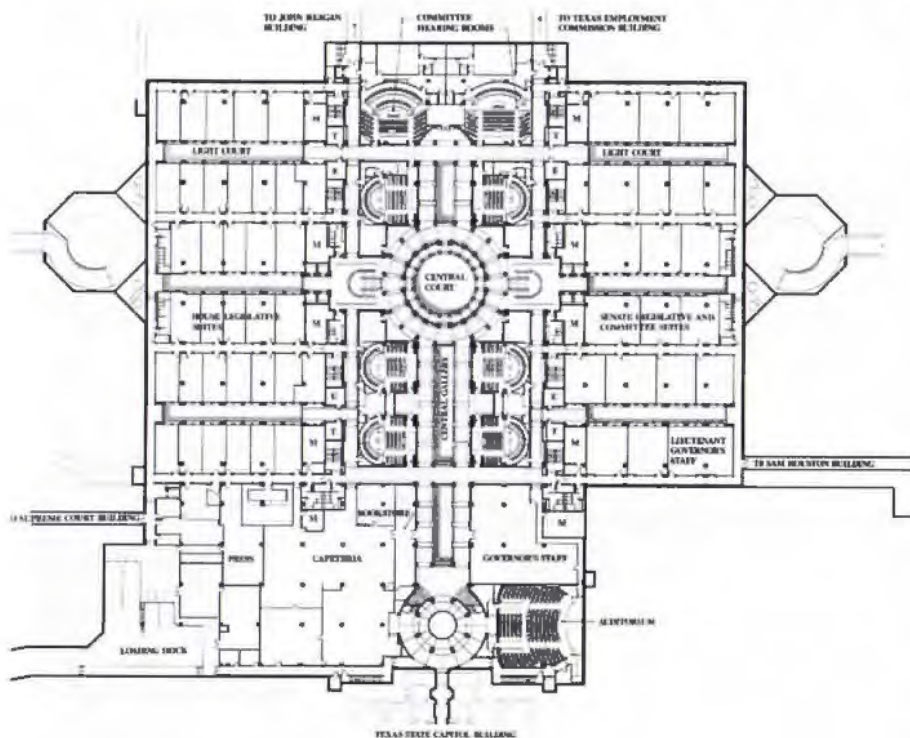 TO JOHN REAGAN
BUILDING
COMMITTEE
HEARING ROOMS
TO TEXAS EMPLOYMENT
COMMISSION BUILDING
M
M
T
T
LIGHT COURT
LIGHT COURT
E
E
M
M
CENTRAL
COURT
HOUSE LEGISLATIVE
SUITES
M
M
SENATE LEGISLATIVE AND
COMMITTEE SUITES
CENTRAL GALLERY
E
E
T
T
M
M
LIEUTENANT
GOVERNOR'S
STAFF
TO SAM HOUSTON BUILDING
SUPREME COURT BUILDING
M
BOOKSTORE
M
PRESS
CAFETERIA
GOVERNOR'S STAFF
AUDITORIUM
LOADING DOCK
TEXAS STATE CAPITOL BUILDING